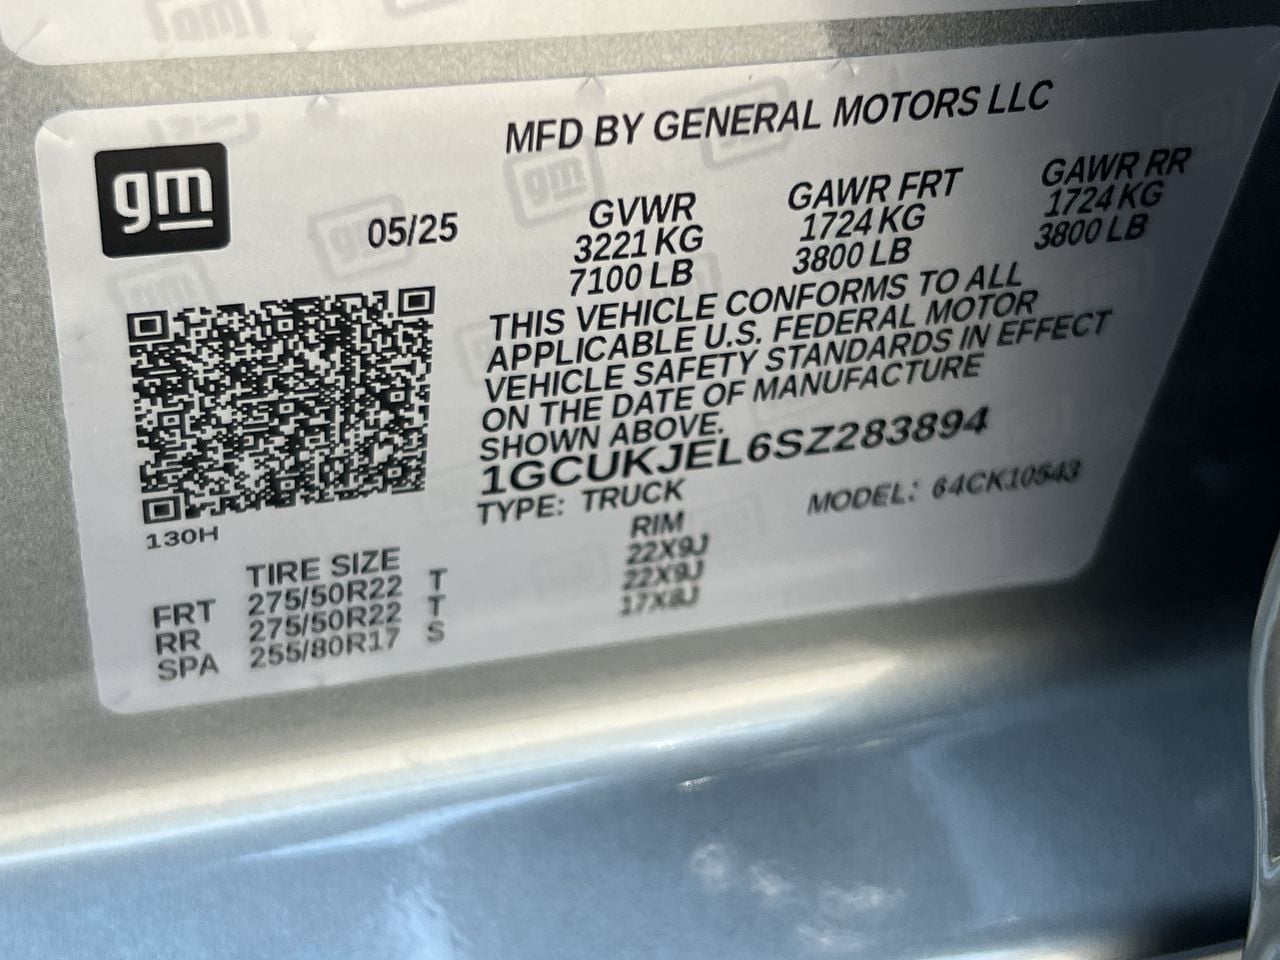 gm
MFD BY GENERAL MOTORS LLC
05/25
GVWR GAWR FRT GAWR RR
3221 KG 1724 KG 1724 KG
7100 LB 3800 LB 3800 LB
THIS VEHICLE CONFORMS TO ALL
APPLICABLE U.S. FEDERAL MOTOR
VEHICLE SAFETY STANDARDS IN EFFECT
ON THE DATE OF MANUFACTURE
SHOWN ABOVE.
1GCUKJEL6SZ283894
TYPE: TRUCK MODEL: 64CK10543
130H
TIRE SIZE RIM
FRT 275/50R22 T 22X9J
RR 275/50R22 T 22X9J
SPA 255/80R17 S 17X8J